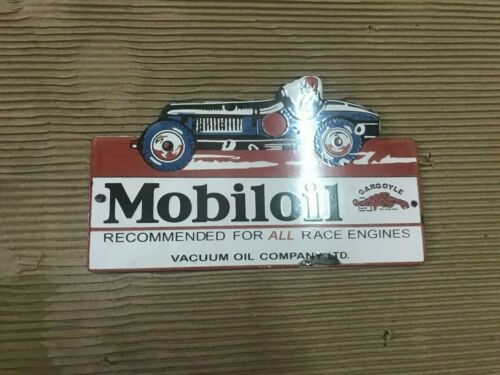 Mobiloil
GARGOYLE
RECOMMENDED FOR ALL RACE ENGINES
VACUUM OIL COMPANY LTD.